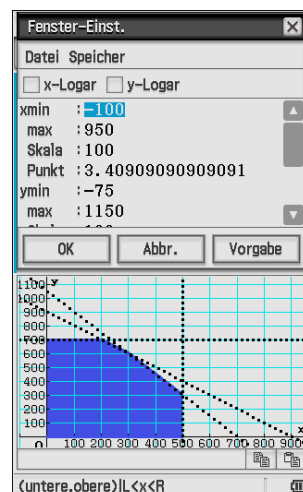 Fenster-Einst.
Datei Speicher
x-Logar y-Logar
xmin :-100
max :950
Skala :100
Punkt :3.40909090909091
ymin :-75
max :1150
OK Abbr. Vorgabe
1100 y
1000
900
800
700
600
500
400
300
200
100
100 200 300 400 500 600 700 800 900 x
(untere,obere)|L<x<R